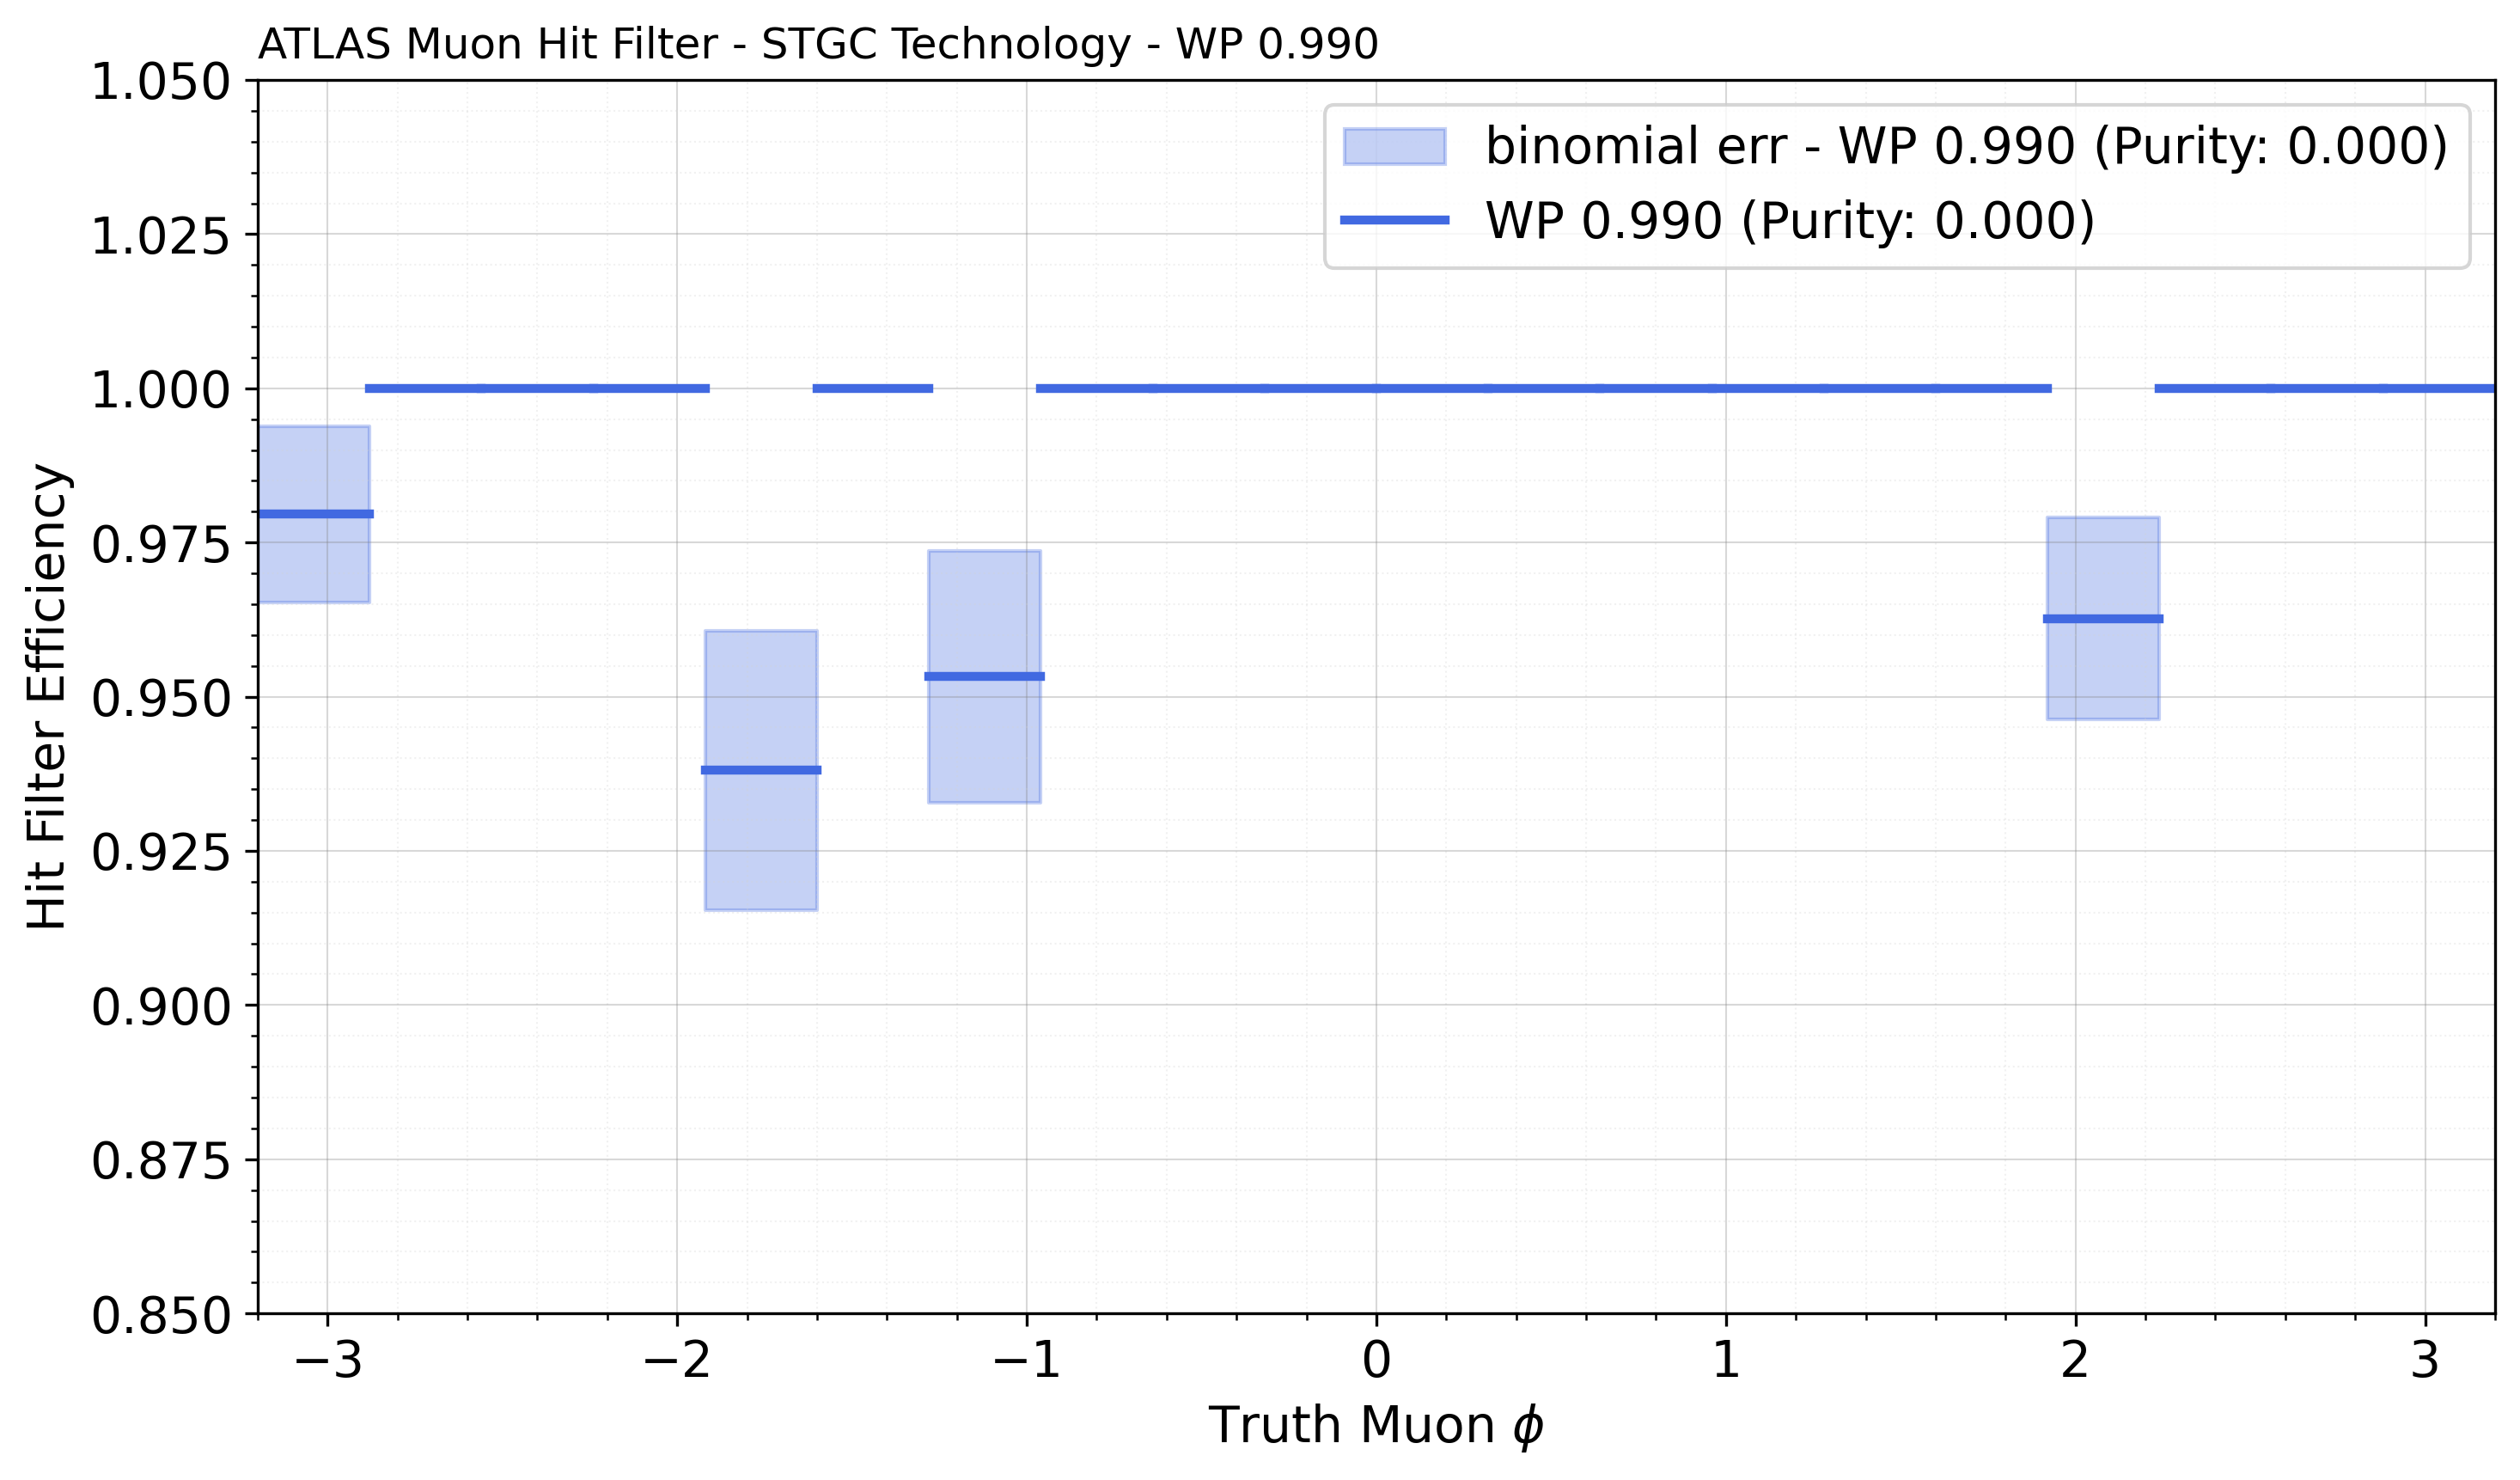 ATLAS Muon Hit Filter - STGC Technology - WP 0.990
1.050
1.025
1.000
0.975
0.950
0.925
0.900
0.875
0.850
Hit Filter Efficiency
binomial err - WP 0.990 (Purity: 0.000)
WP 0.990 (Purity: 0.000)
−3 −2 −1 0 1 2 3
Truth Muon ϕ